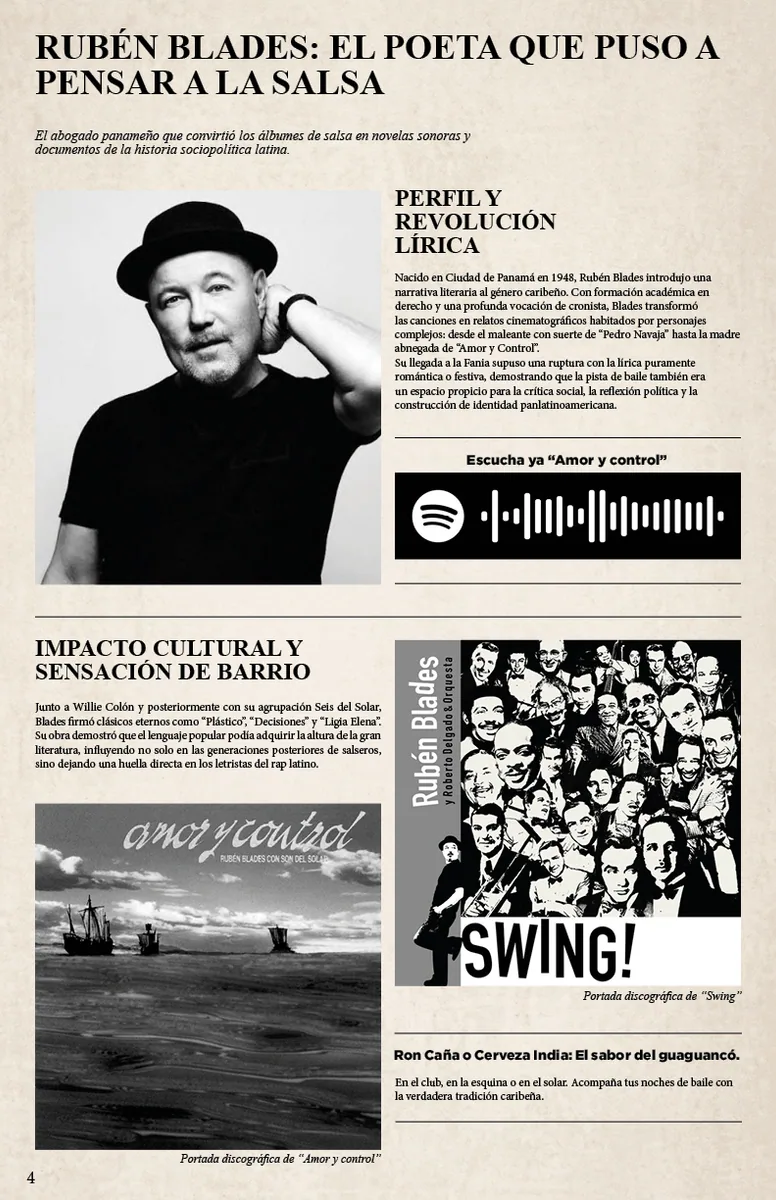 RUBÉN BLADES: EL POETA QUE PUSO A
PENSAR A LA SALSA
El abogado panameño que convirtió los álbumes de salsa en novelas sonoras y
documentos de la historia sociopolítica latina.
PERFIL Y
REVOLUCIÓN
LÍRICA
Nacido en Ciudad de Panamá en 1948, Rubén Blades introdujo una
narrativa literaria al género caribeño. Con formación académica en
derecho y una profunda vocación de cronista, Blades transformó
las canciones en relatos cinematográficos habitados por personajes
complejos: desde el maleante con suerte de “Pedro Navaja” hasta la madre
abnegada de “Amor y Control”.
Su llegada a la Fania supuso una ruptura con la lírica puramente
romántica o festiva, demostrando que la pista de baile también era
un espacio propicio para la crítica social, la reflexión política y la
construcción de identidad panlatinoamericana.
Escucha ya “Amor y control”
IMPACTO CULTURAL Y
SENSACIÓN DE BARRIO
Junto a Willie Colón y posteriormente con su agrupación Seis del Solar,
Blades firmó clásicos eternos como “Plástico”, “Decisiones” y “Ligia Elena”.
Su obra demostró que el lenguaje popular podía adquirir la altura de la gran
literatura, influyendo no solo en las generaciones posteriores de salseros,
sino dejando una huella directa en los letristas del rap latino.
amor y control
RUBÉN BLADES CON SON DEL SOLAR
Portada discográfica de “Amor y control”
Rubén Blades
y Roberto Delgado & Orquesta
SWING!
Portada discográfica de “Swing”
Ron Caña o Cerveza India: El sabor del guaguancó.
En el club, en la esquina o en el solar. Acompaña tus noches de baile con
la verdadera tradición caribeña.
4